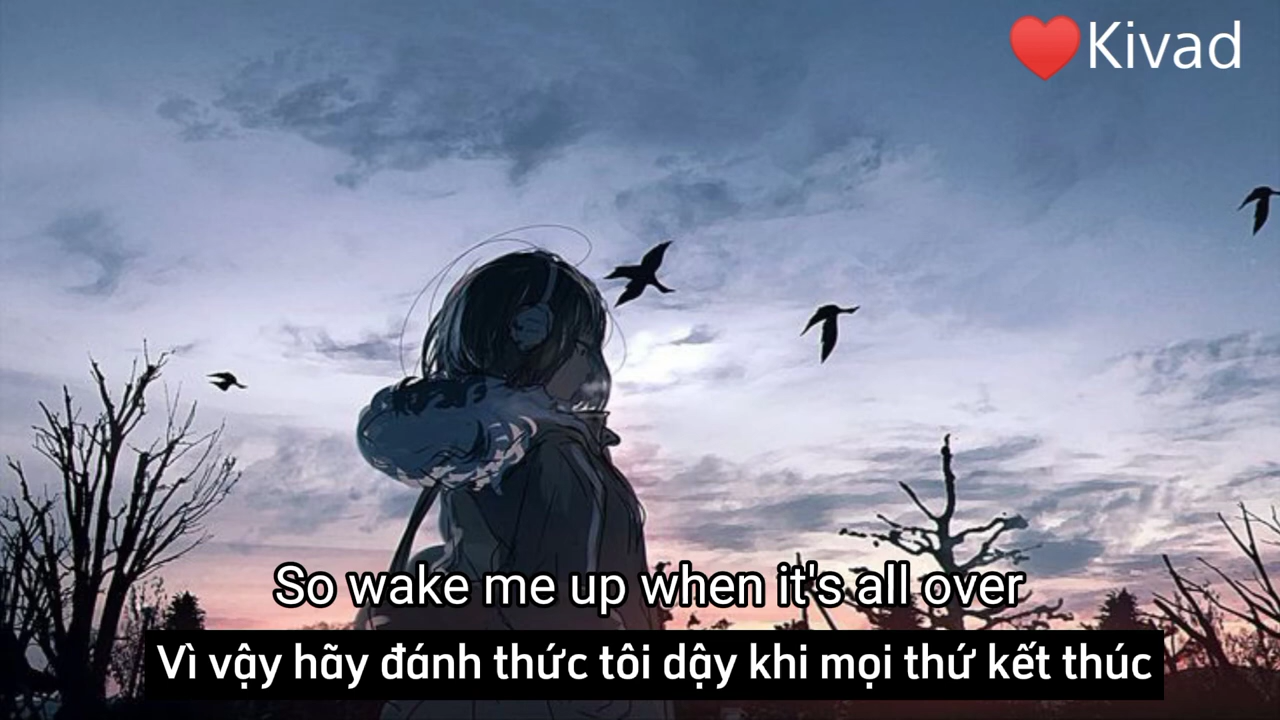 ❤️Kivad
So wake me up when it's all over
Vì vậy hãy đánh thức tôi dậy khi mọi thứ kết thúc